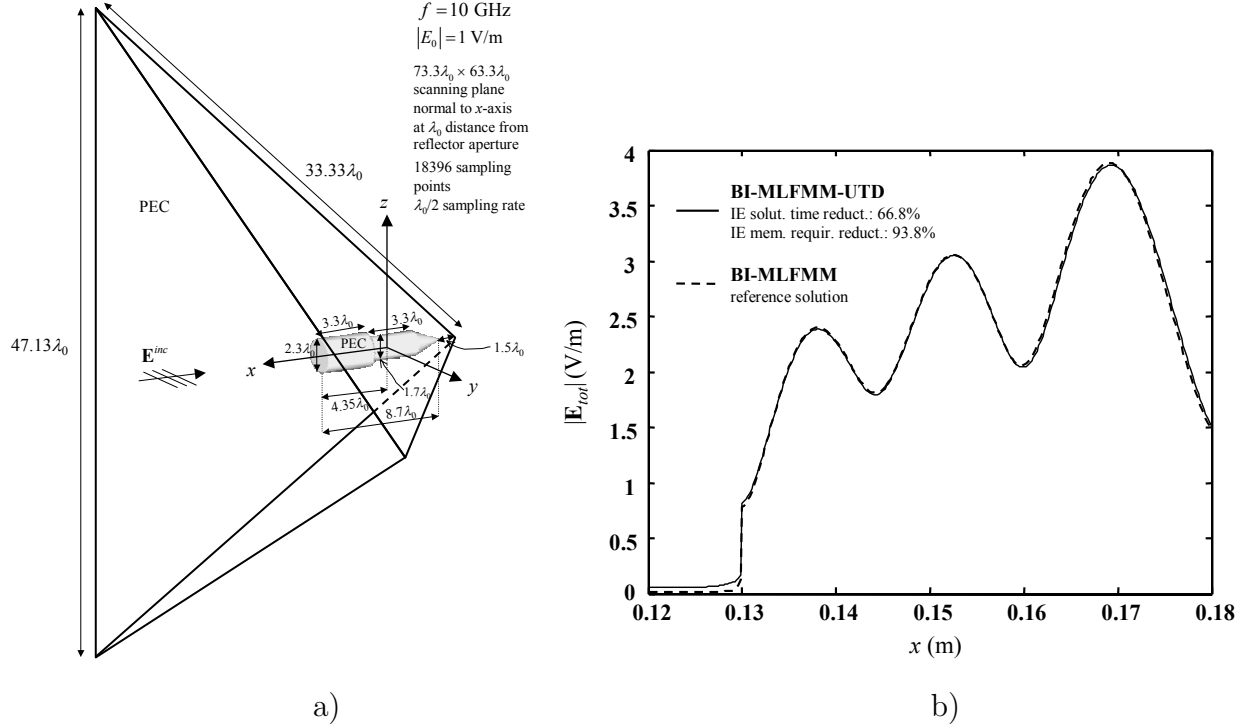 f = 10 GHz
|E₀| = 1 V/m
73.3λ₀ × 63.3λ₀
scanning plane
normal to x-axis
at λ₀ distance from
reflector aperture
18396 sampling
points
λ₀/2 sampling rate
33.33λ₀
PEC
z
47.13λ₀
E^inc
3.3λ₀
3.3λ₀
2.3λ₀
PEC
1.5λ₀
x
y
1.7λ₀
4.35λ₀
8.7λ₀
a)
|E_tot| (V/m)
4
3.5
3
2.5
2
1.5
1
0.5
0
BI-MLFMM-UTD
IE solut. time reduct.: 66.8%
IE mem. requir. reduct.: 93.8%
BI-MLFMM
reference solution
0.12
0.13
0.14
0.15
0.16
0.17
0.18
x (m)
b)